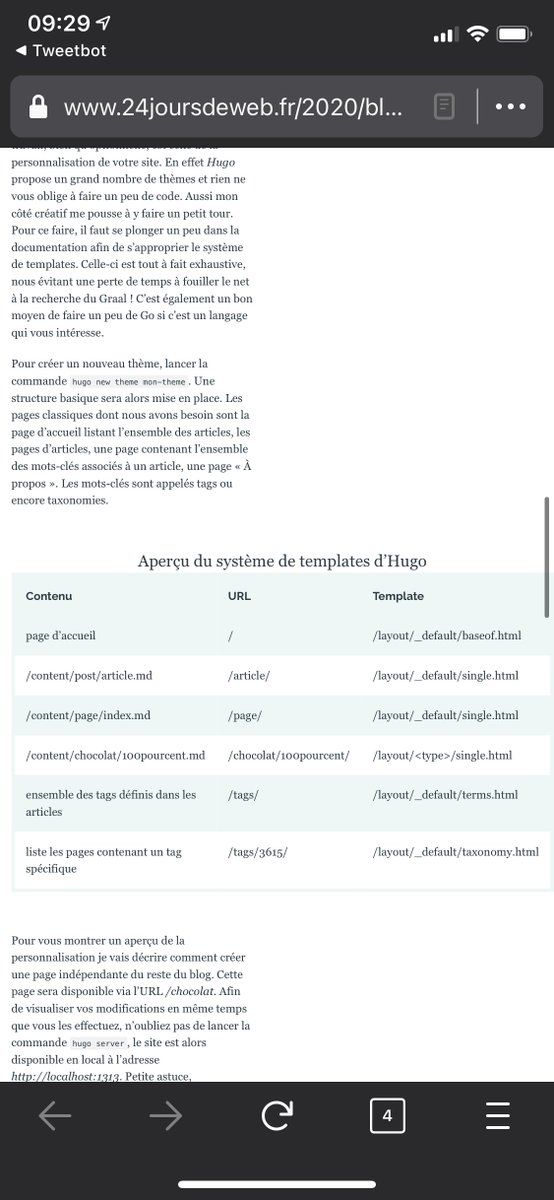 09:29
◀ Tweetbot
www.24joursdeweb.fr/2020/bl...
personnalisation de votre site. En effet Hugo
propose un grand nombre de thèmes et rien ne
vous oblige à faire un peu de code. Aussi mon
côté créatif me pousse à y faire un petit tour.
Pour ce faire, il faut se plonger un peu dans la
documentation afin de s'approprier le système
de templates. Celle-ci est tout à fait exhaustive,
nous évitant une perte de temps à fouiller le net
à la recherche du Graal ! C'est également un bon
moyen de faire un peu de Go si c'est un langage
qui vous intéresse.
Pour créer un nouveau thème, lancer la
commande hugo new theme mon-theme. Une
structure basique sera alors mise en place. Les
pages classiques dont nous avons besoin sont la
page d'accueil listant l'ensemble des articles, les
pages d'articles, une page contenant l'ensemble
des mots-clés associés à un article, une page « À
propos ». Les mots-clés sont appelés tags ou
encore taxonomies.
Aperçu du système de templates d'Hugo
Contenu URL Template
page d'accueil / /layout/_default/baseof.html
/content/post/article.md /article/ /layout/_default/single.html
/content/page/index.md /page/ /layout/_default/single.html
/content/chocolat/100pourcent.md /chocolat/100pourcent/ /layout/<type>/single.html
ensemble des tags définis dans les /tags/ /layout/_default/terms.html
articles
liste les pages contenant un tag /tags/3615/ /layout/_default/taxonomy.html
spécifique
Pour vous montrer un aperçu de la
personnalisation je vais décrire comment créer
une page indépendante du reste du blog. Cette
page sera disponible via l'URL /chocolat. Afin
de visualiser vos modifications en même temps
que vous les effectuez, n'oubliez pas de lancer la
commande hugo server, le site est alors
disponible en local à l'adresse
http://localhost:1313. Petite astuce,
4